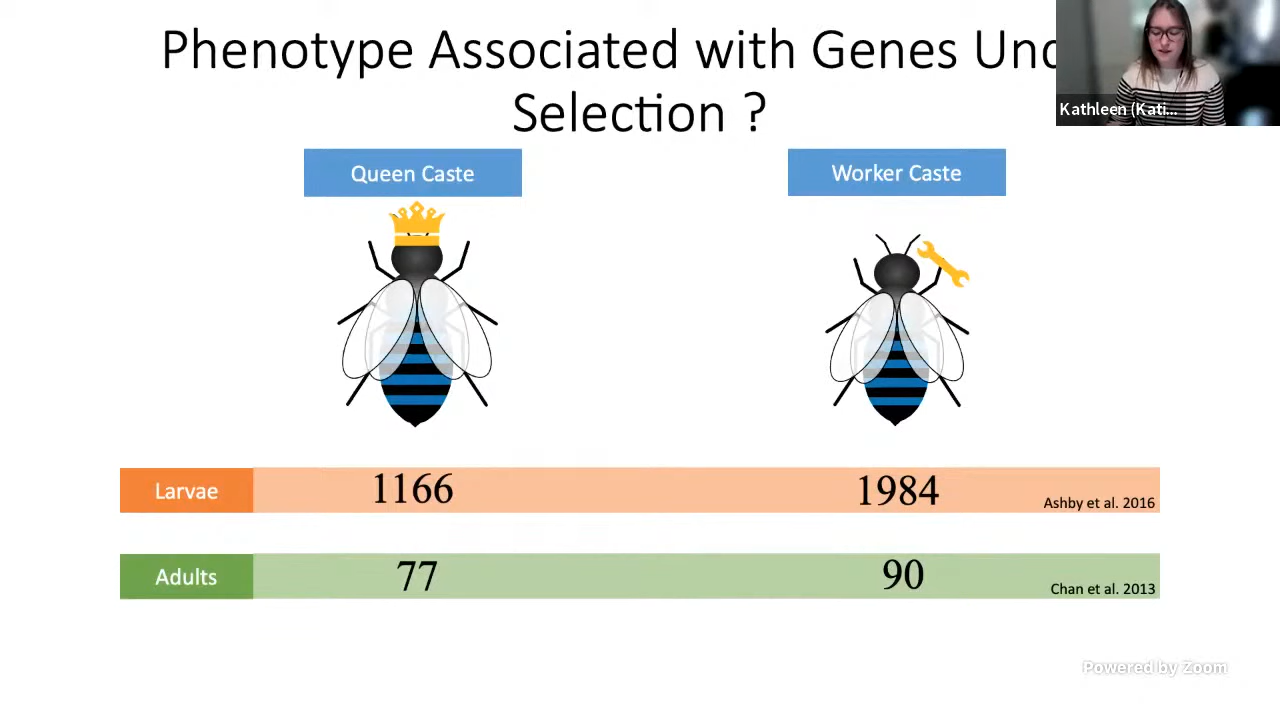 Phenotype Associated with Genes Und
Selection ?
Kathleen (Kati...
Queen Caste
Worker Caste
Larvae
1166
1984
Ashby et al. 2016
Adults
77
90
Chan et al. 2013
Powered by Zoom